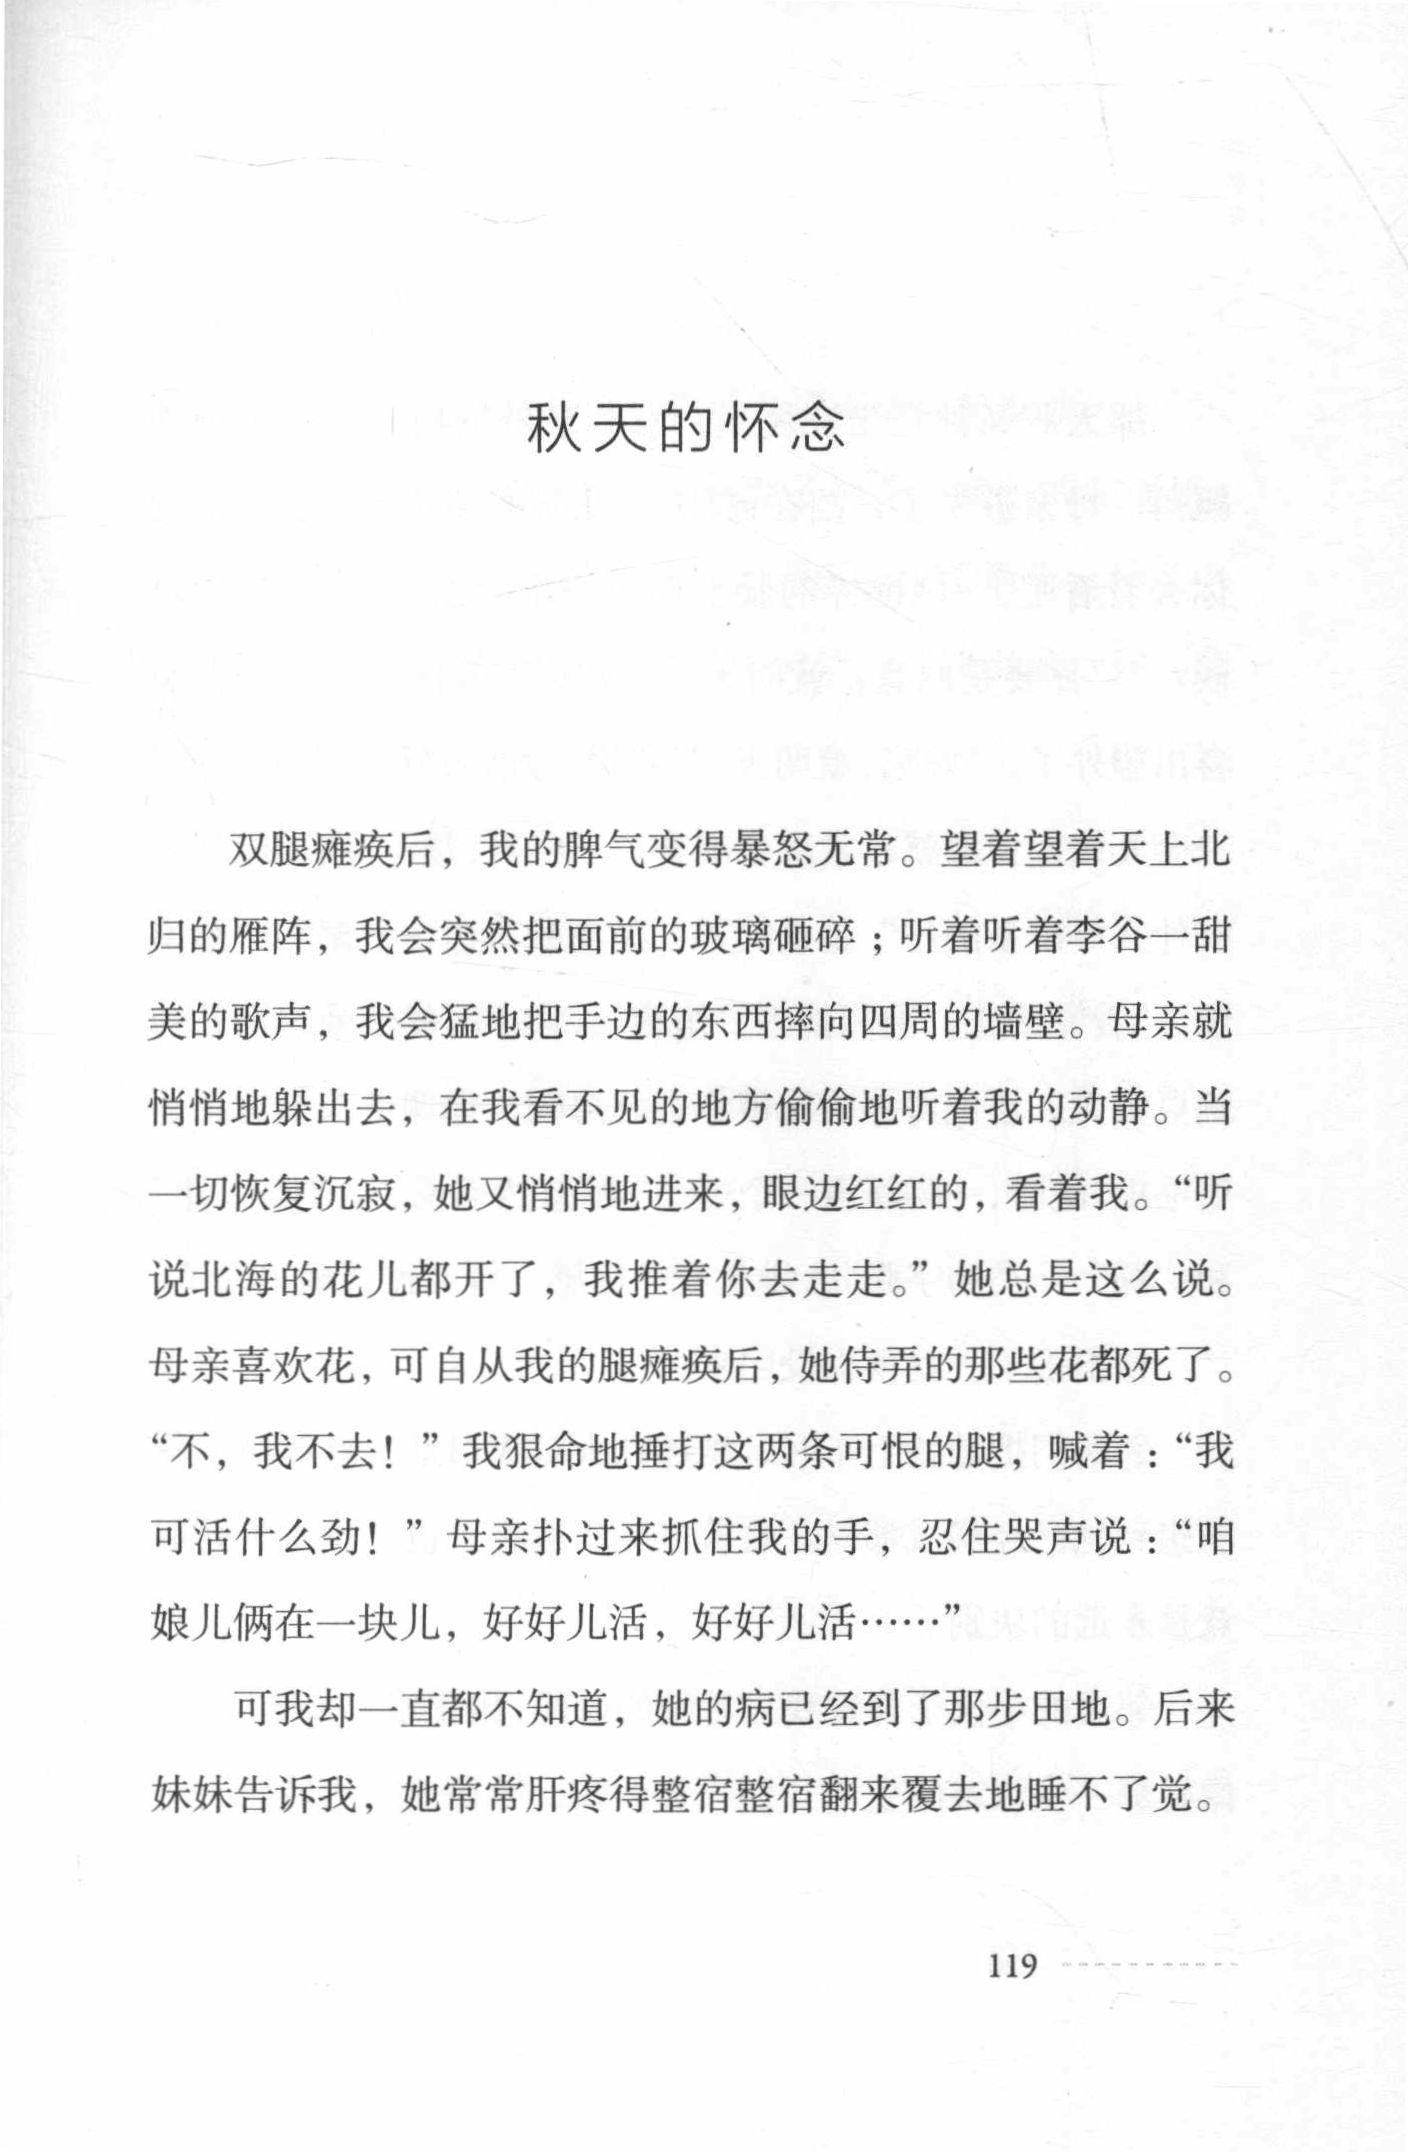 秋天的怀念
双腿瘫痪后，我的脾气变得暴怒无常。望着望着天上北
归的雁阵，我会突然把面前的玻璃砸碎；听着听着李谷一甜
美的歌声，我会猛地把手边的东西摔向四周的墙壁。母亲就
悄悄地躲出去，在我看不见的地方偷偷地听着我的动静。当
一切恢复沉寂，她又悄悄地进来，眼边红红的，看着我。“听
说北海的花儿都开了，我推着你去走走。”她总是这么说。
母亲喜欢花，可自从我的腿瘫痪后，她侍弄的那些花都死了。
“不，我不去！”我狠命地捶打这两条可恨的腿，喊着：“我
可活什么劲！”母亲扑过来抓住我的手，忍住哭声说：“咱
娘儿俩在一块儿，好好儿活，好好儿活……”
可我却一直都不知道，她的病已经到了那步田地。后来
妹妹告诉我，她常常肝疼得整宿整宿翻来覆去地睡不了觉。
119